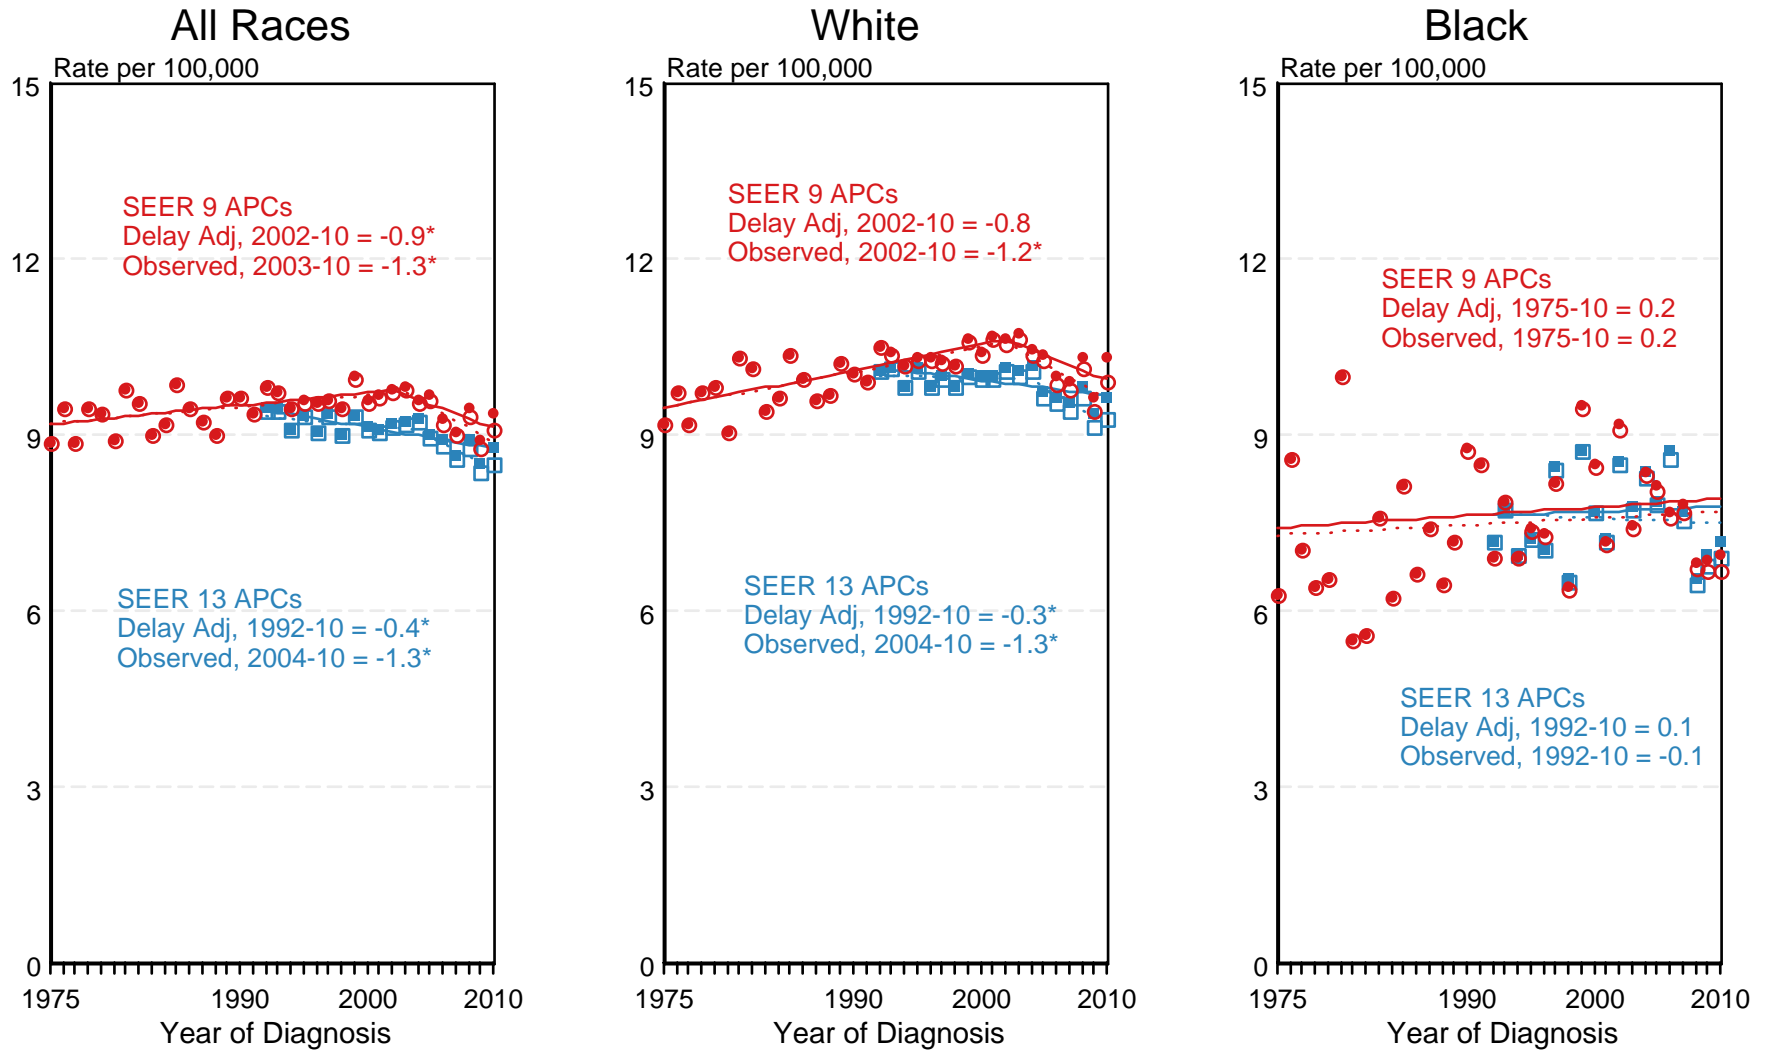 All Races
Rate per 100,000
15
12
9
6
3
0
SEER 9 APCs
Delay Adj, 2002-10 = -0.9*
Observed, 2003-10 = -1.3*
SEER 13 APCs
Delay Adj, 1992-10 = -0.4*
Observed, 2004-10 = -1.3*
1975 1990 2000 2010
Year of Diagnosis
White
Rate per 100,000
15
12
9
6
3
0
SEER 9 APCs
Delay Adj, 2002-10 = -0.8
Observed, 2002-10 = -1.2*
SEER 13 APCs
Delay Adj, 1992-10 = -0.3*
Observed, 2004-10 = -1.3*
1975 1990 2000 2010
Year of Diagnosis
Black
Rate per 100,000
15
12
9
6
3
0
SEER 9 APCs
Delay Adj, 1975-10 = 0.2
Observed, 1975-10 = 0.2
SEER 13 APCs
Delay Adj, 1992-10 = 0.1
Observed, 1992-10 = -0.1
1975 1990 2000 2010
Year of Diagnosis